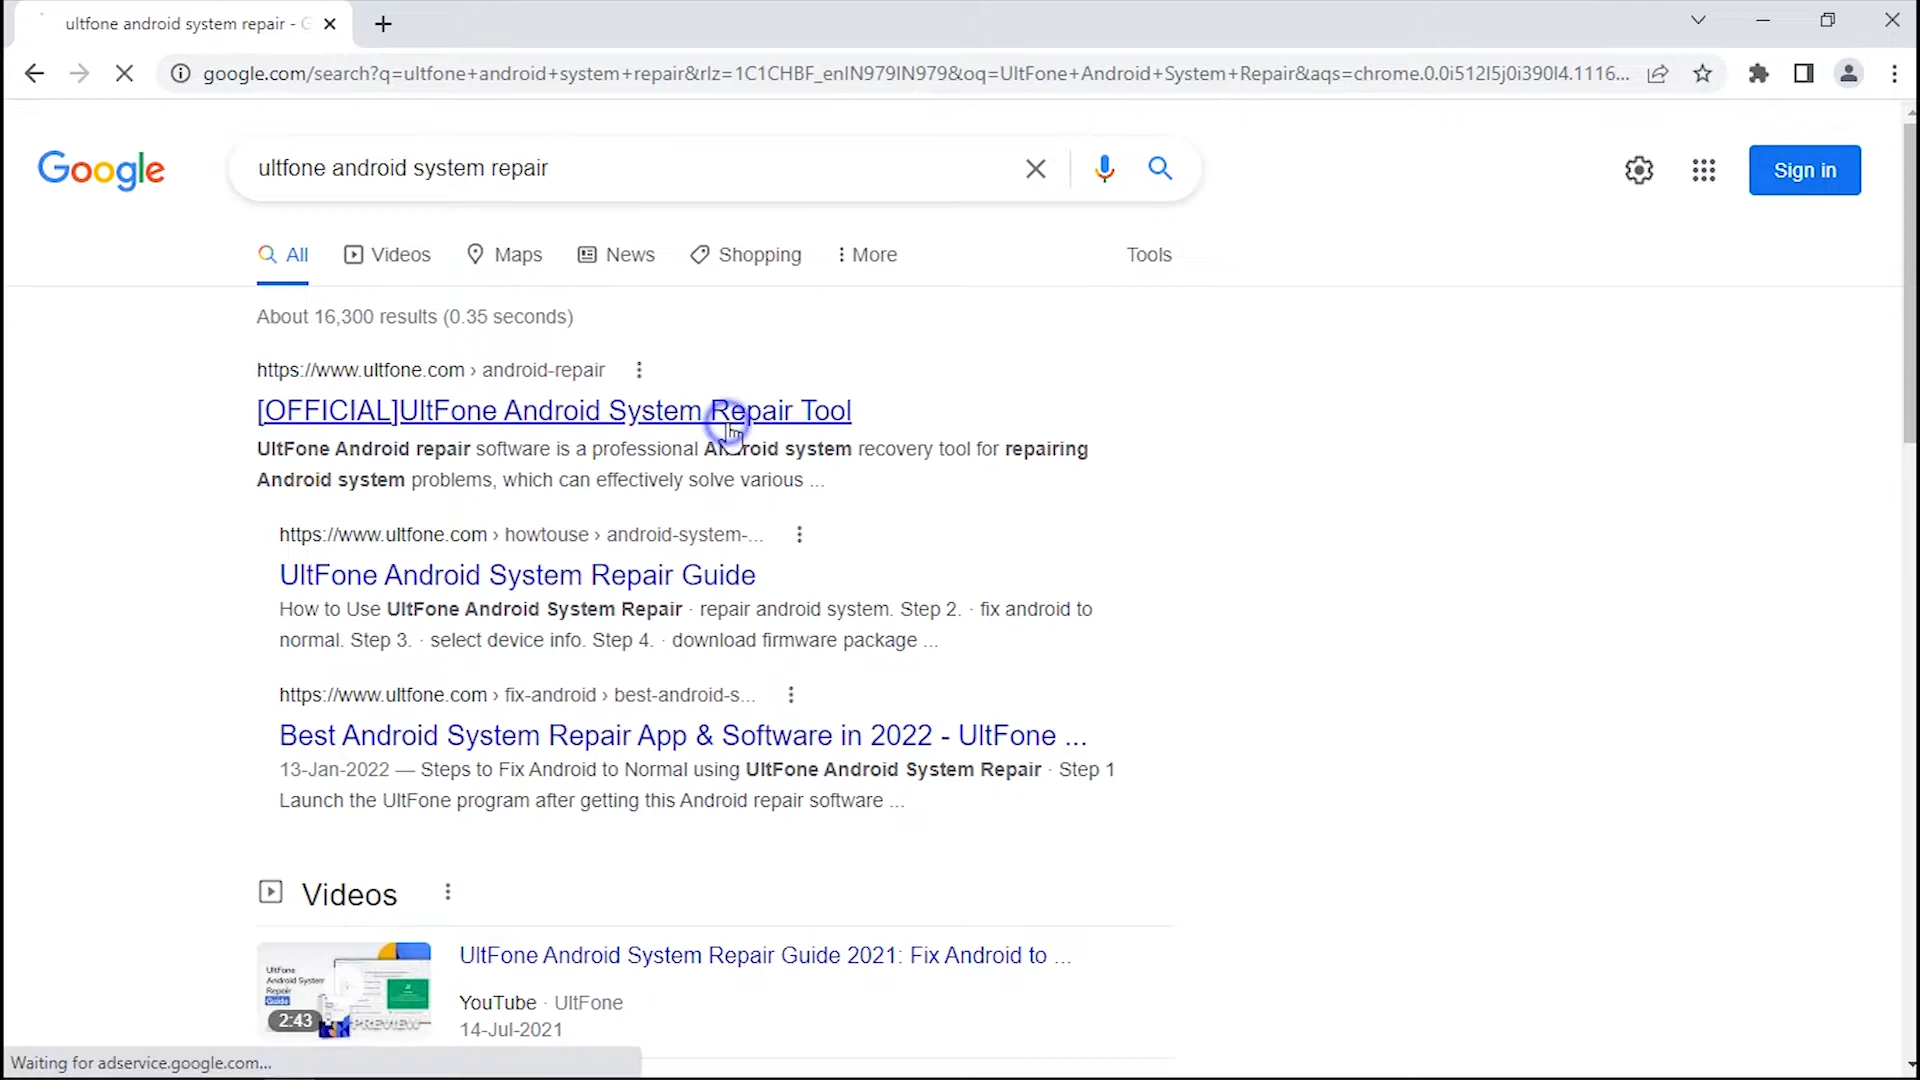 ultfone android system repair - G
google.com/search?q=ultfone+android+system+repair&rlz=1C1CHBF_enIN979IN979&oq=UltFone+Android+System+Repair&aqs=chrome.0.0i512l5j0i390l4.1116...
Google
ultfone android system repair
Sign in
All Videos Maps News Shopping More Tools
About 16,300 results (0.35 seconds)
https://www.ultfone.com › android-repair
[OFFICIAL]UltFone Android System Repair Tool
UltFone Android repair software is a professional Android system recovery tool for repairing
Android system problems, which can effectively solve various ...
https://www.ultfone.com › howtouse › android-system-...
UltFone Android System Repair Guide
How to Use UltFone Android System Repair · repair android system. Step 2. · fix android to
normal. Step 3. · select device info. Step 4. · download firmware package ...
https://www.ultfone.com › fix-android › best-android-s...
Best Android System Repair App & Software in 2022 - UltFone ...
13-Jan-2022 — Steps to Fix Android to Normal using UltFone Android System Repair · Step 1
Launch the UltFone program after getting this Android repair software ...
Videos
UltFone
Android System
Repair
Guide
2:43
PREVIEW
UltFone Android System Repair Guide 2021: Fix Android to ...
YouTube · UltFone
14-Jul-2021
Waiting for adservice.google.com...